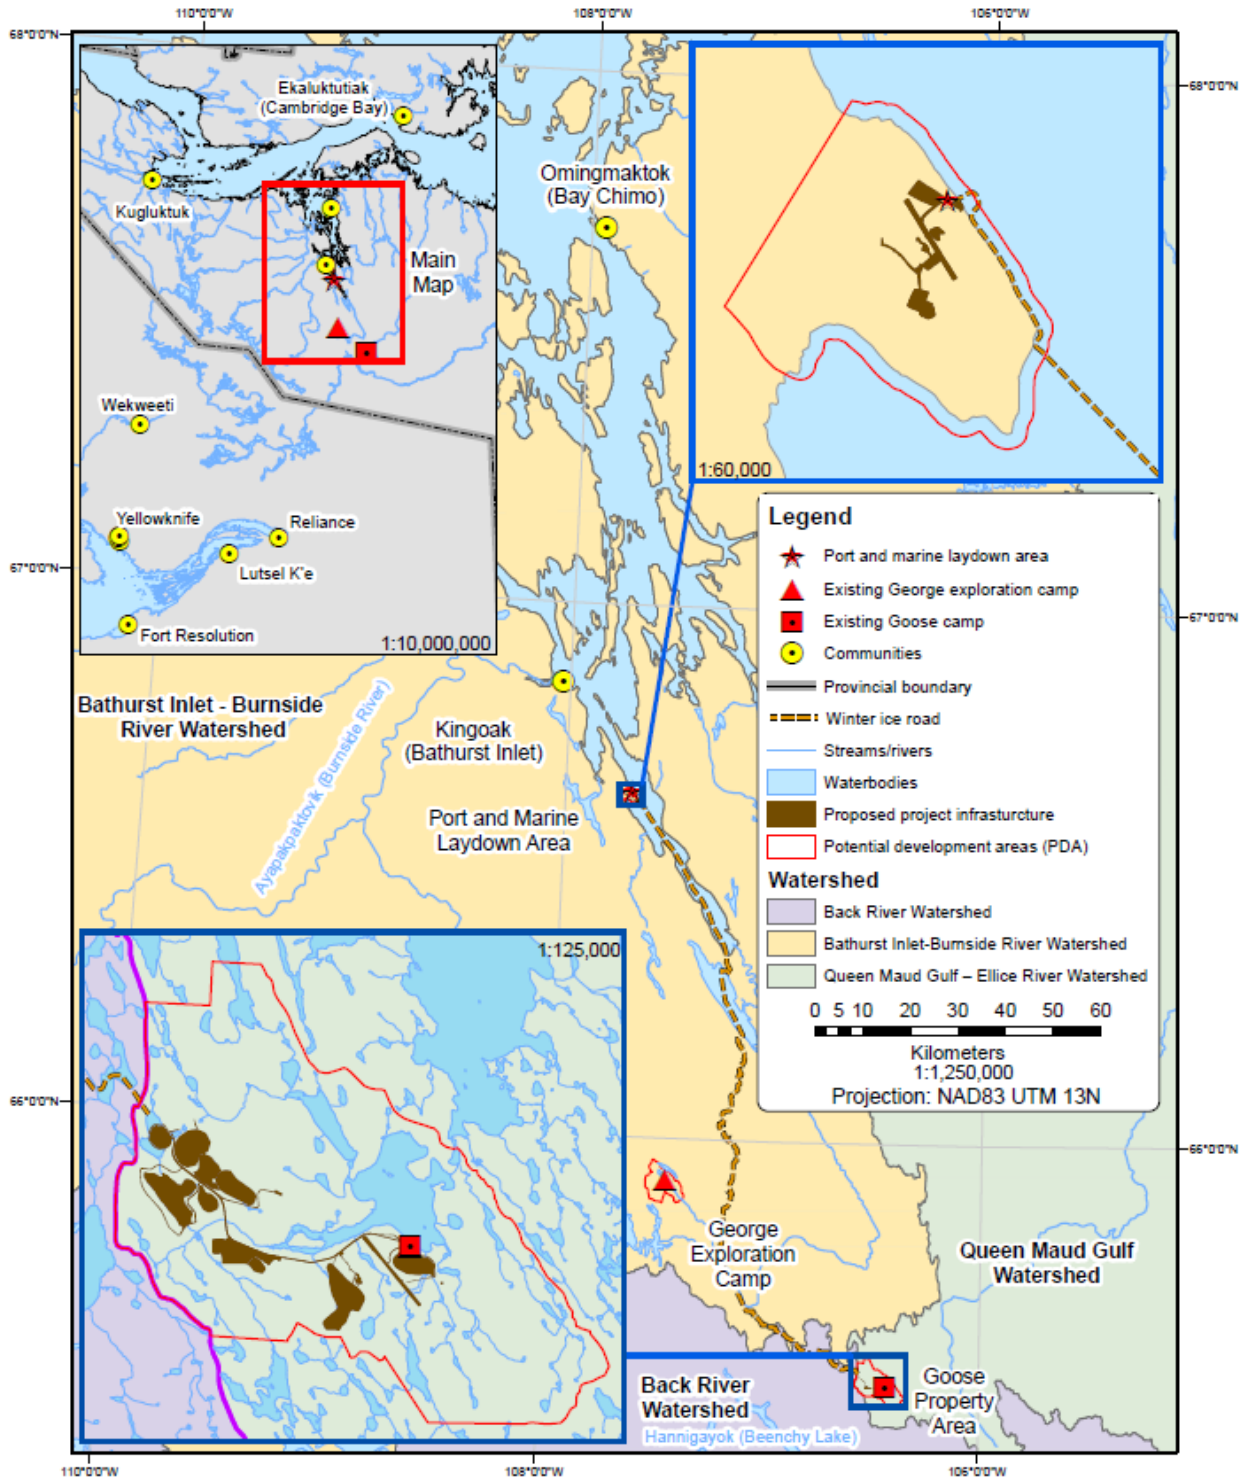 110°0'0"W
108°0'0"W
106°0'0"W
68°0'0"N
68°0'0"N
Ekaluktutiak
(Cambridge Bay)
Kugluktuk
Main
Map
Wekweeti
Yellowknife
Reliance
Lutsel K'e
Fort Resolution
1:10,000,000
Omingmaktok
(Bay Chimo)
1:60,000
67°0'0"N
67°0'0"N
Legend
Port and marine laydown area
Existing George exploration camp
Existing Goose camp
Communities
Provincial boundary
Winter ice road
Streams/rivers
Waterbodies
Proposed project infrasturcture
Potential development areas (PDA)
Watershed
Back River Watershed
Bathurst Inlet-Burnside River Watershed
Queen Maud Gulf – Ellice River Watershed
0 5 10 20 30 40 50 60
Kilometers
1:1,250,000
Projection: NAD83 UTM 13N
Bathurst Inlet - Burnside
River Watershed
Ayapakpaktovik (Burnside River)
Kingoak
(Bathurst Inlet)
Port and Marine
Laydown Area
1:125,000
66°0'0"N
66°0'0"N
George
Exploration
Camp
Queen Maud Gulf
Watershed
Back River
Watershed
Hannigayok (Beenchy Lake)
Goose
Property
Area
110°0'0"W
108°0'0"W
106°0'0"W